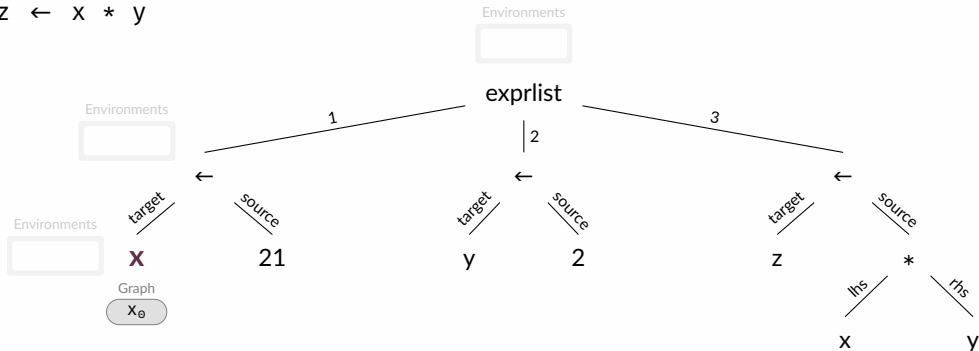 z ← x * y
Environments
exprlist
Environments
1
2
3
←
←
←
target
source
target
source
target
source
Environments
x
21
y
2
z
*
Graph
x₀
lhs
rhs
x
y